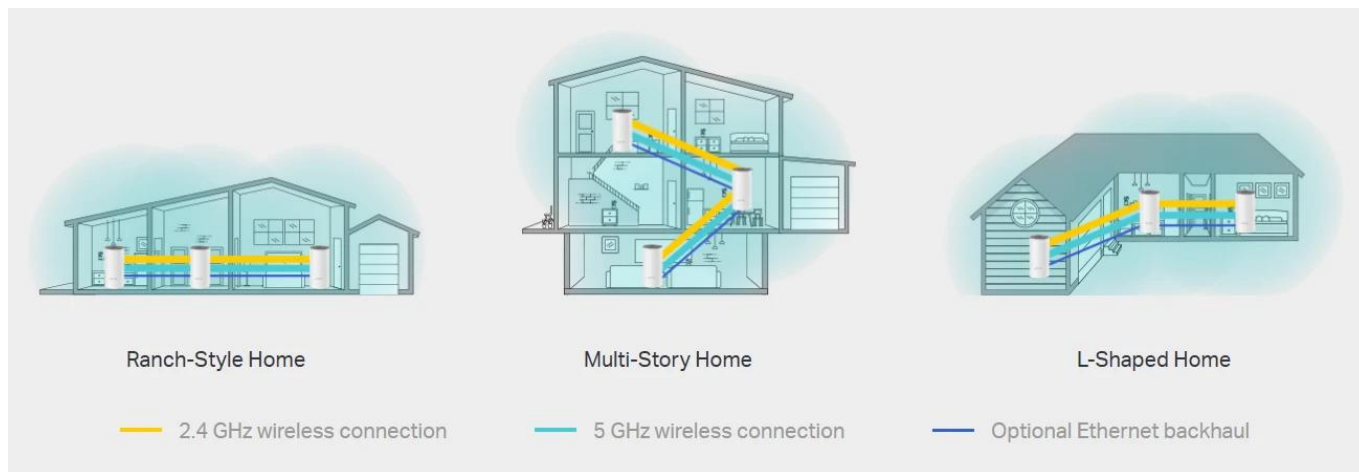 Ranch-Style Home
Multi-Story Home
L-Shaped Home
2.4 GHz wireless connection
5 GHz wireless connection
Optional Ethernet backhaul